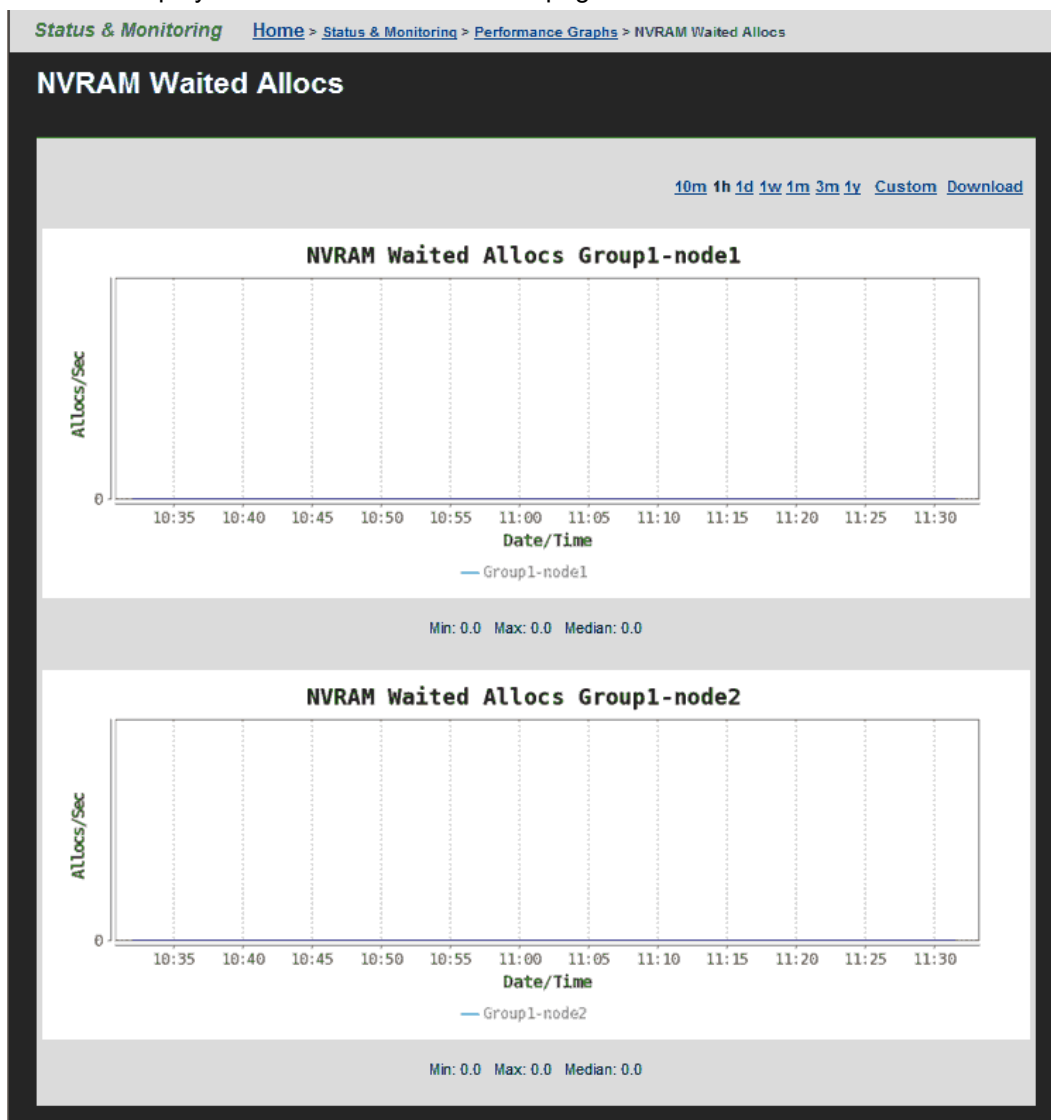 Status & Monitoring Home > Status & Monitoring > Performance Graphs > NVRAM Waited Allocs
NVRAM Waited Allocs
10m 1h 1d 1w 1m 3m 1y Custom Download
NVRAM Waited Allocs Group1-node1
Allocs/Sec
0
10:35 10:40 10:45 10:50 10:55 11:00 11:05 11:10 11:15 11:20 11:25 11:30
Date/Time
Group1-node1
Min: 0.0 Max: 0.0 Median: 0.0
NVRAM Waited Allocs Group1-node2
Allocs/Sec
0
10:35 10:40 10:45 10:50 10:55 11:00 11:05 11:10 11:15 11:20 11:25 11:30
Date/Time
Group1-node2
Min: 0.0 Max: 0.0 Median: 0.0